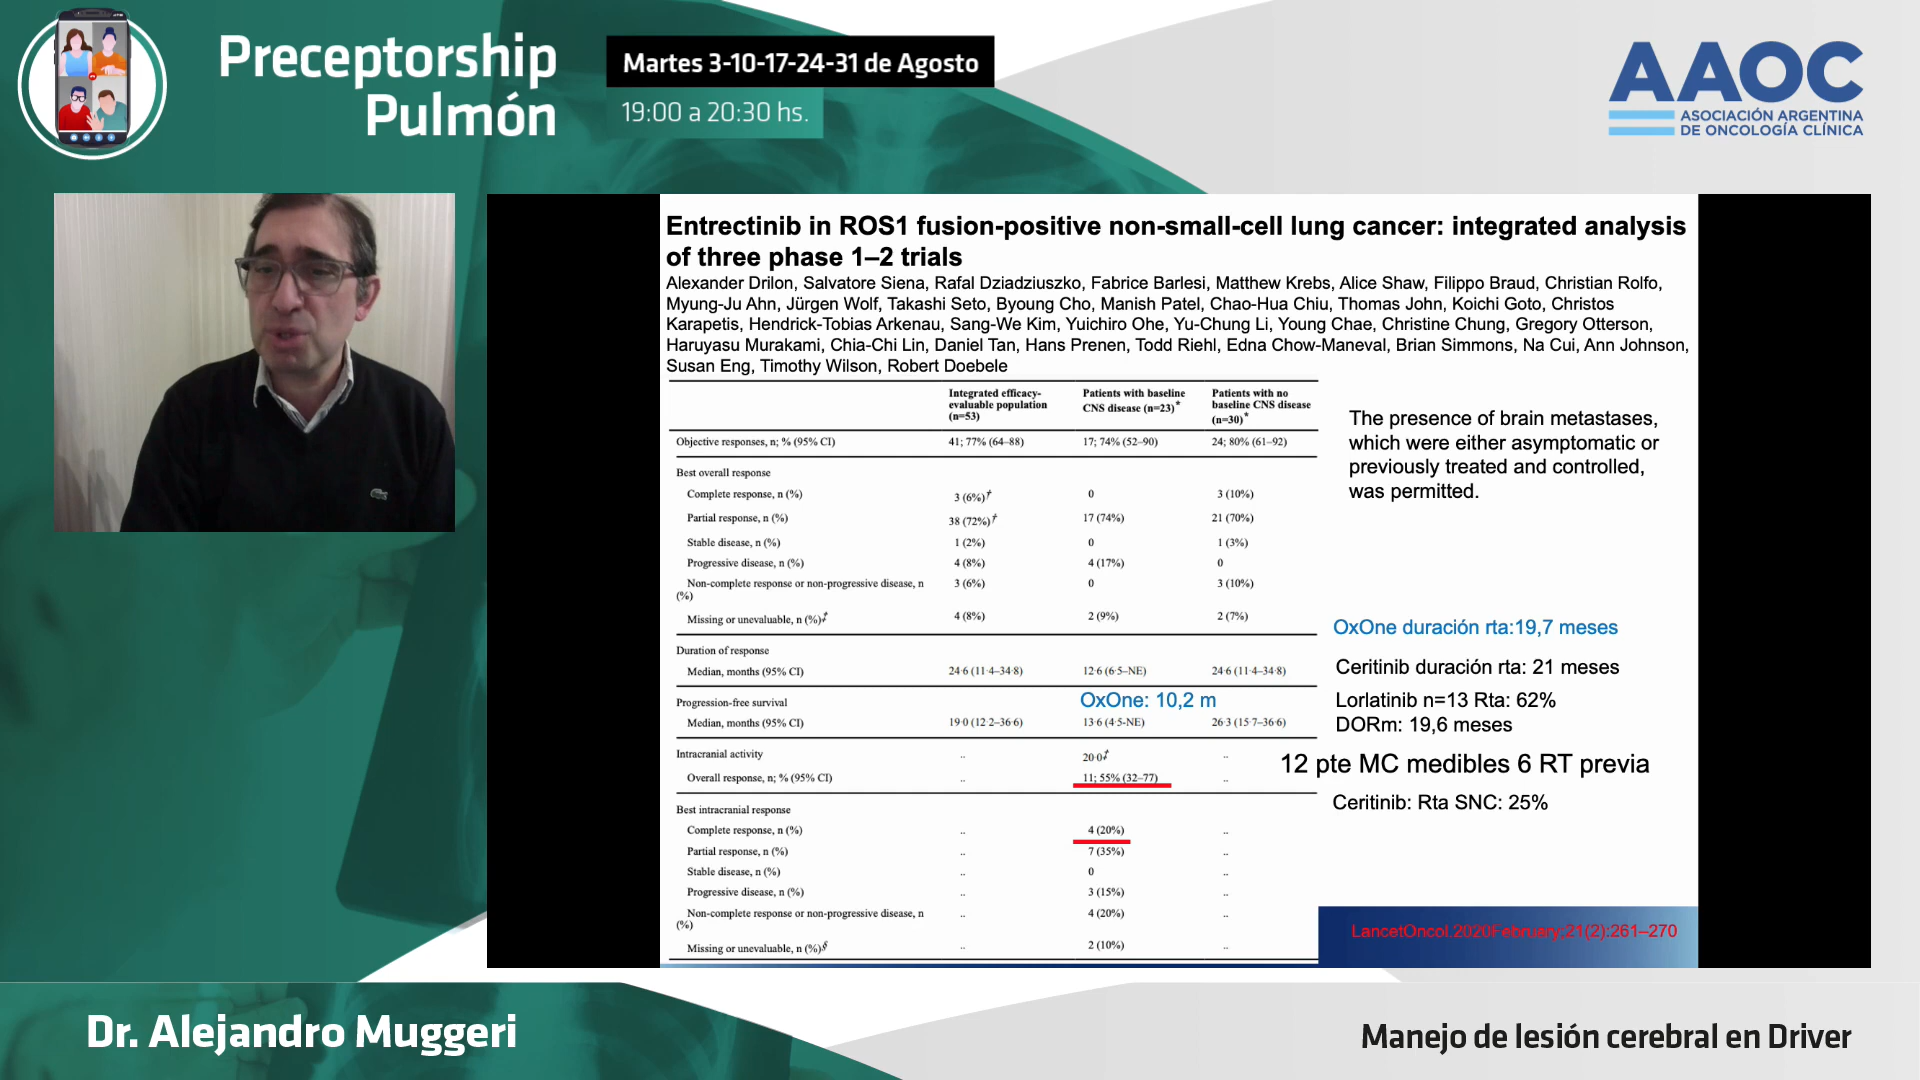 Preceptorship
Pulmón
Martes 3-10-17-24-31 de Agosto
19:00 a 20:30 hs.
AAOC
ASOCIACIÓN ARGENTINA
DE ONCOLOGÍA CLÍNICA
Entrectinib in ROS1 fusion-positive non-small-cell lung cancer: integrated analysis
of three phase 1–2 trials
Alexander Drilon, Salvatore Siena, Rafal Dziadziuszko, Fabrice Barlesi, Matthew Krebs, Alice Shaw, Filippo Braud, Christian Rolfo,
Myung-Ju Ahn, Jürgen Wolf, Takashi Seto, Byoung Cho, Manish Patel, Chao-Hua Chiu, Thomas John, Koichi Goto, Christos
Karapetis, Hendrick-Tobias Arkenau, Sang-We Kim, Yuichiro Ohe, Yu-Chung Li, Young Chae, Christine Chung, Gregory Otterson,
Haruyasu Murakami, Chia-Chi Lin, Daniel Tan, Hans Prenen, Todd Riehl, Edna Chow-Maneval, Brian Simmons, Na Cui, Ann Johnson,
Susan Eng, Timothy Wilson, Robert Doebele
Integrated efficacy-evaluable population (n=53) Patients with baseline CNS disease (n=23)* Patients with no baseline CNS disease (n=30)*
Objective responses, n; % (95% CI) 41; 77% (64–88) 17; 74% (52–90) 24; 80% (61–92)
Best overall response
Complete response, n (%) 3 (6%)† 0 3 (10%)
Partial response, n (%) 38 (72%)† 17 (74%) 21 (70%)
Stable disease, n (%) 1 (2%) 0 1 (3%)
Progressive disease, n (%) 4 (8%) 4 (17%) 0
Non-complete response or non-progressive disease, n
(%) 3 (6%) 0 3 (10%)
Missing or unevaluable, n (%)‡ 4 (8%) 2 (9%) 2 (7%)
Duration of response
Median, months (95% CI) 24·6 (11·4–34·8) 12·6 (6·5–NE) 24·6 (11·4–34·8)
Progression-free survival OxOne: 10,2 m
Median, months (95% CI) 19·0 (12·2–36·6) 13·6 (4·5-NE) 26·3 (15·7–36·6)
Intracranial activity .. 20·0‡ ..
Overall response, n; % (95% CI) .. 11; 55% (32–77) ..
Best intracranial response
Complete response, n (%) .. 4 (20%) ..
Partial response, n (%) .. 7 (35%) ..
Stable disease, n (%) 0
Progressive disease, n (%) .. 3 (15%) ..
Non-complete response or non-progressive disease, n
(%) .. 4 (20%) ..
Missing or unevaluable, n (%)§ .. 2 (10%) ..
The presence of brain metastases,
which were either asymptomatic or
previously treated and controlled,
was permitted.
OxOne duración rta:19,7 meses
Ceritinib duración rta: 21 meses
Lorlatinib n=13 Rta: 62%
DORm: 19,6 meses
12 pte MC medibles 6 RT previa
Ceritinib: Rta SNC: 25%
LancetOncol.2020February;21(2):261–270
Dr. Alejandro Muggeri
Manejo de lesión cerebral en Driver